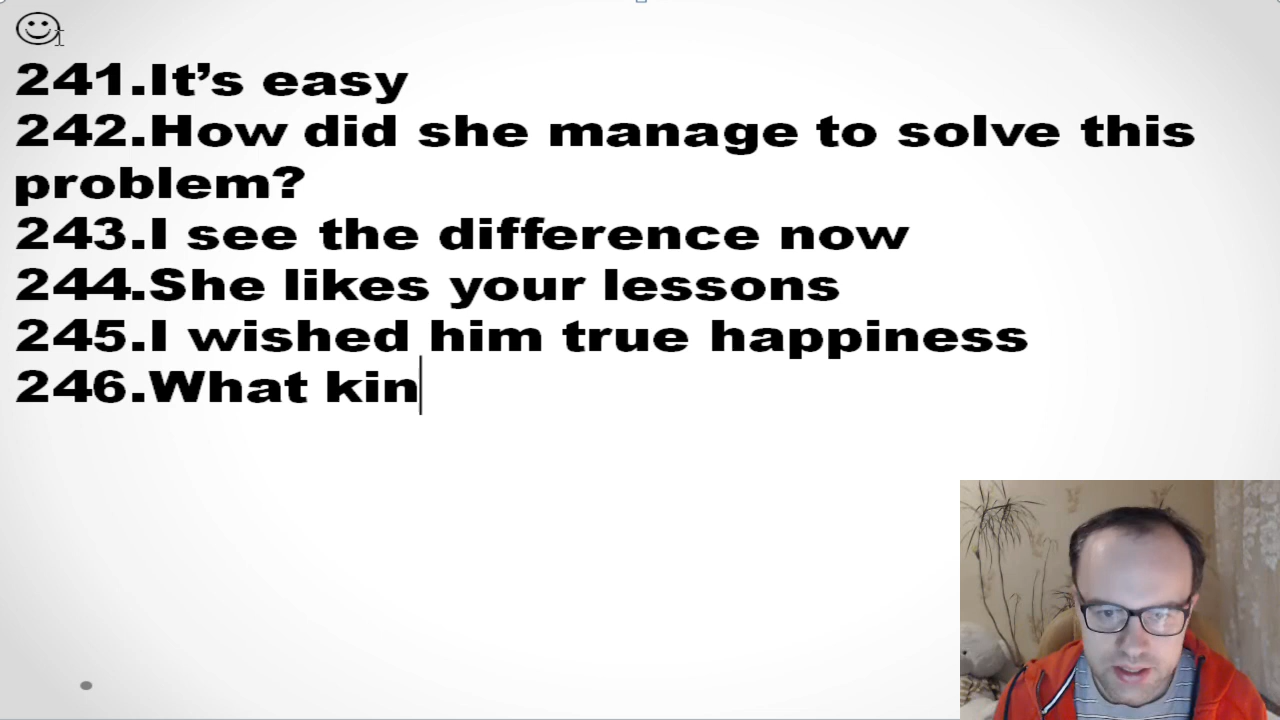 241.It’s easy
242.How did she manage to solve this
problem?
243.I see the difference now
244.She likes your lessons
245.I wished him true happiness
246.What kin